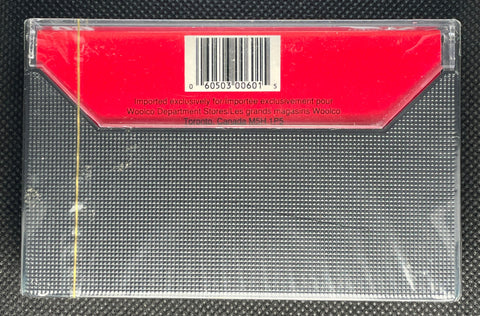 0 60503 00601 5
Imported exclusively for/importée exclusivement pour
Woolco Department Stores/Les grands magasins Woolco
Toronto, Canada M5H 1P5